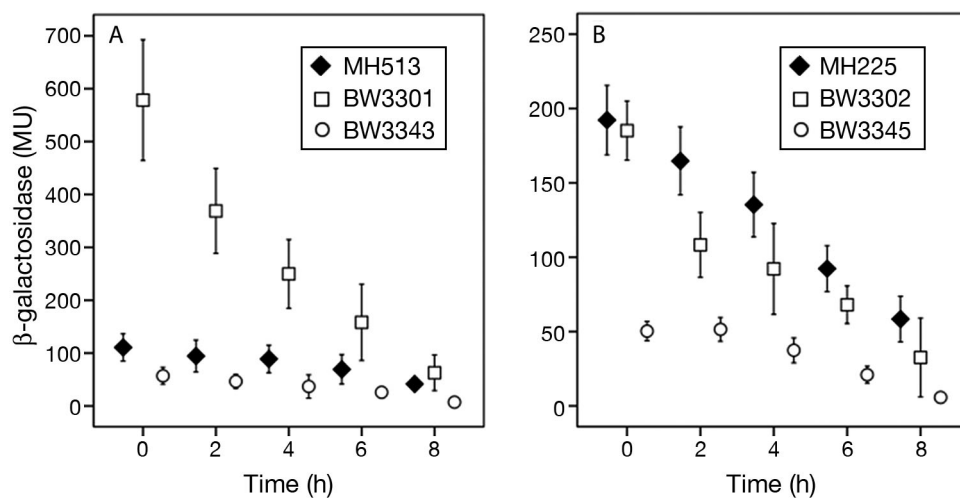 A
MH513
BW3301
BW3343
β-galactosidase (MU)
700
600
500
400
300
200
100
0
0 2 4 6 8
Time (h)
B
MH225
BW3302
BW3345
250
200
150
100
50
0
0 2 4 6 8
Time (h)